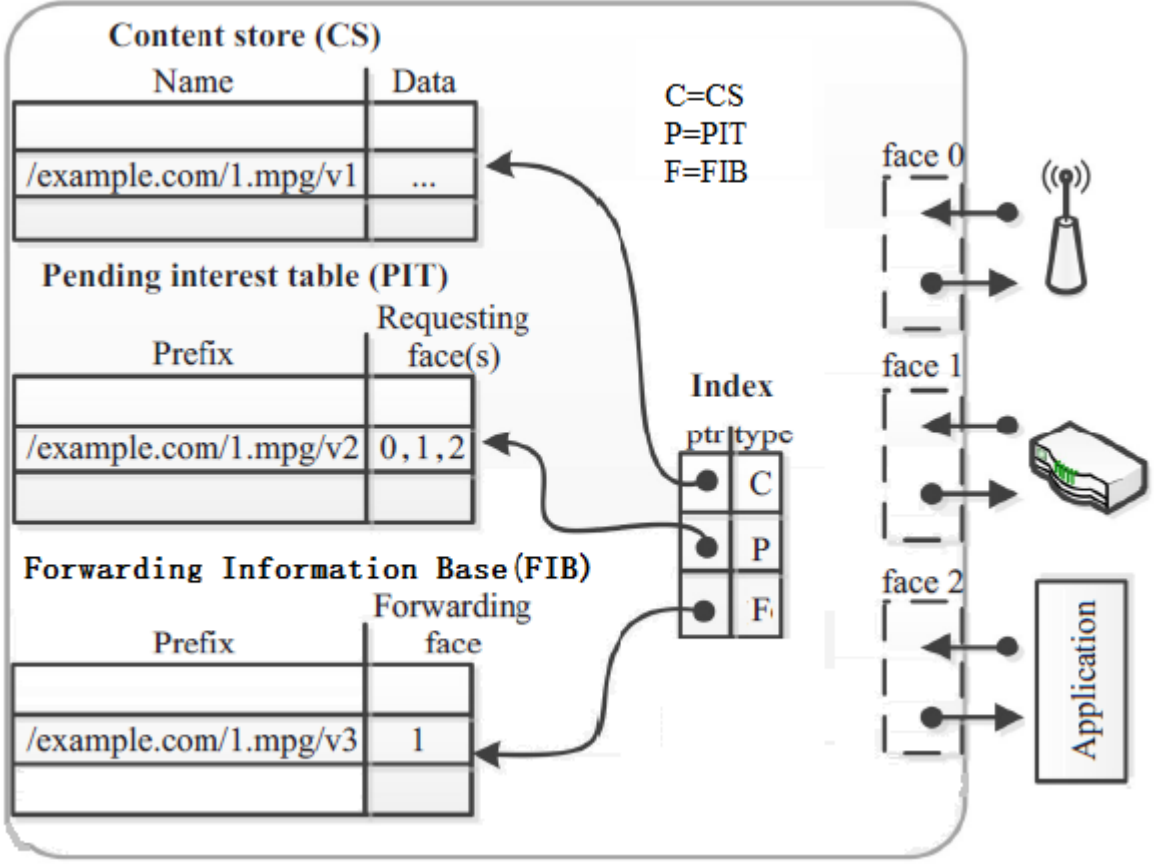 Content store (CS)
Name Data
/example.com/1.mpg/v1 ...
Pending interest table (PIT)
Prefix Requesting face(s)
/example.com/1.mpg/v2 0,1,2
Forwarding Information Base(FIB)
Prefix Forwarding face
/example.com/1.mpg/v3 1
C=CS
P=PIT
F=FIB
Index
ptr type
C
P
F
face 0
face 1
face 2
Application